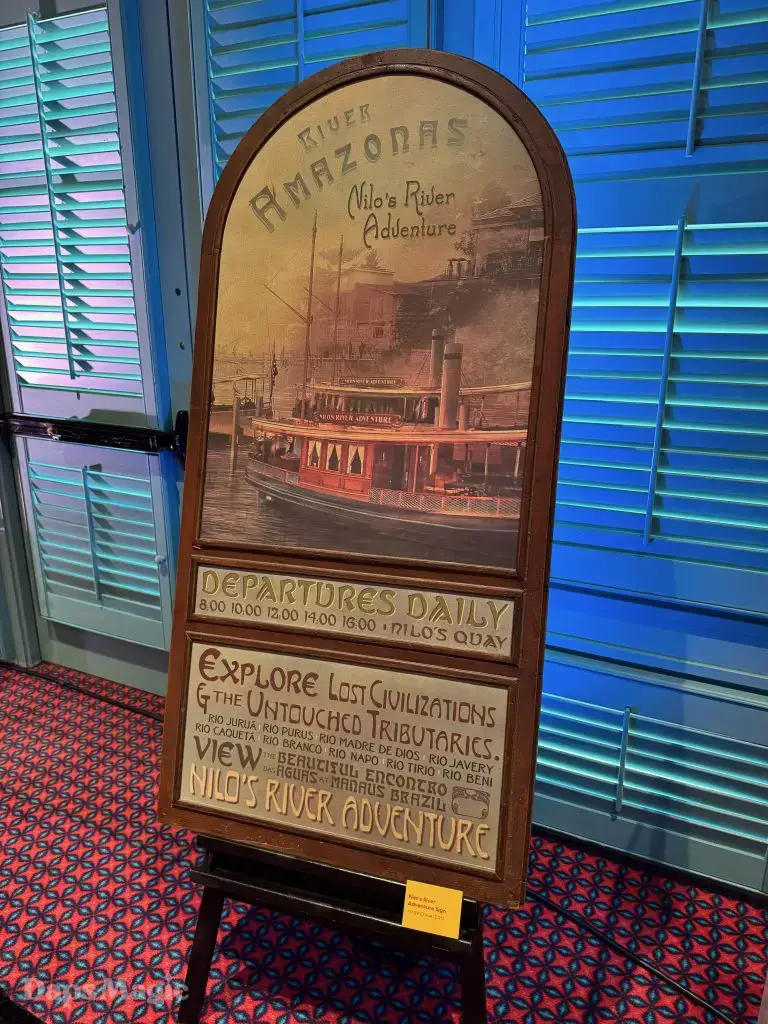 RIVER
AMAZONAS
Nilo's River
Adventure
NILO'S RIVER ADVENTURE
DEPARTURES DAILY
8.00 10.00 12.00 14.00 16.00 • NILO'S QUAY
EXPLORE LOST CIVILIZATIONS
& THE UNTOUCHED TRIBUTARIES.
RIO JURUÁ RIO PURUS RIO MADRE DE DIOS RIO JAVERY
RIO CAQUETÁ RIO BRANCO RIO NAPO RIO TIRIO RIO BENI
VIEW THE BEAUTIFUL ENCONTRO
DAS AGUAS AT MANAUS BRAZIL
NILO'S RIVER ADVENTURE
Nilo's River
Adventure Sign
DapsMagic